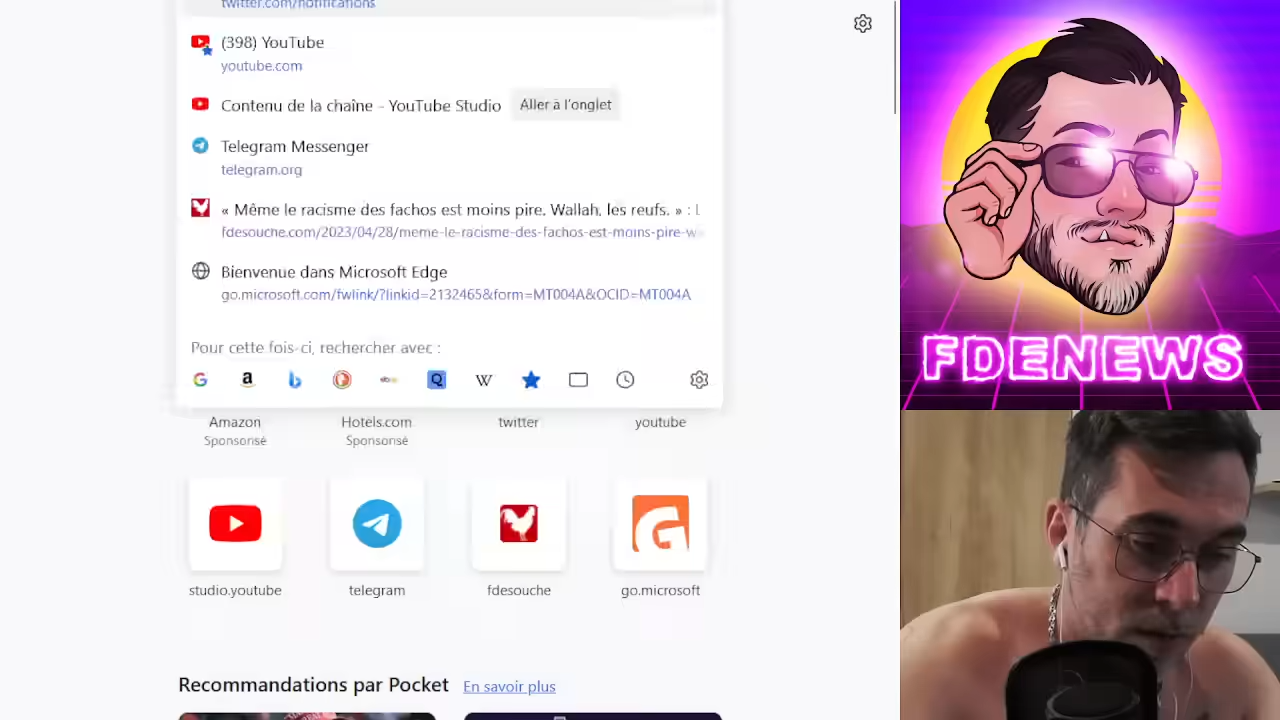 twitter.com/notifications
(398) YouTube
youtube.com
Contenu de la chaîne - YouTube Studio
Aller à l'onglet
Telegram Messenger
telegram.org
« Même le racisme des fachos est moins pire. Wallah, les reufs. » : L
fdesouche.com/2023/04/28/meme-le-racisme-des-fachos-est-moins-pire-w
Bienvenue dans Microsoft Edge
go.microsoft.com/fwlink/?linkid=2132465&form=MT004A&OCID=MT004A
Pour cette fois-ci, rechercher avec :
Amazon
Sponsorisé
Hotels.com
Sponsorisé
twitter
youtube
studio.youtube
telegram
fdesouche
go.microsoft
Recommandations par Pocket
En savoir plus
FDENEWS